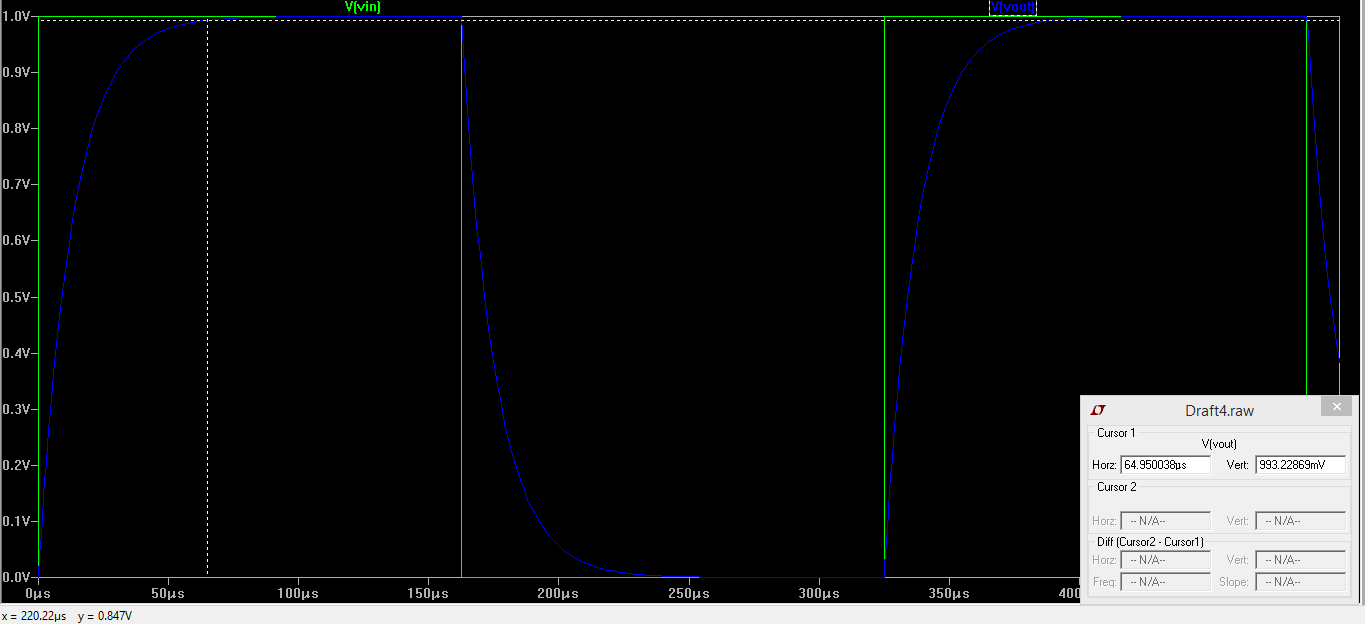 V(vin) V(vout)
1.0V
0.9V
0.8V
0.7V
0.6V
0.5V
0.4V
0.3V
0.2V
0.1V
0.0V
0µs 50µs 100µs 150µs 200µs 250µs 300µs 350µs 400
Draft4.raw
Cursor 1
V(vout)
Horz: 64.950038µs Vert: 993.22869mV
Cursor 2
Horz: -- N/A-- Vert: -- N/A--
Diff (Cursor2 - Cursor1)
Horz: -- N/A-- Vert: -- N/A--
Freq: -- N/A-- Slope: -- N/A--
x = 220.22µs y = 0.847V